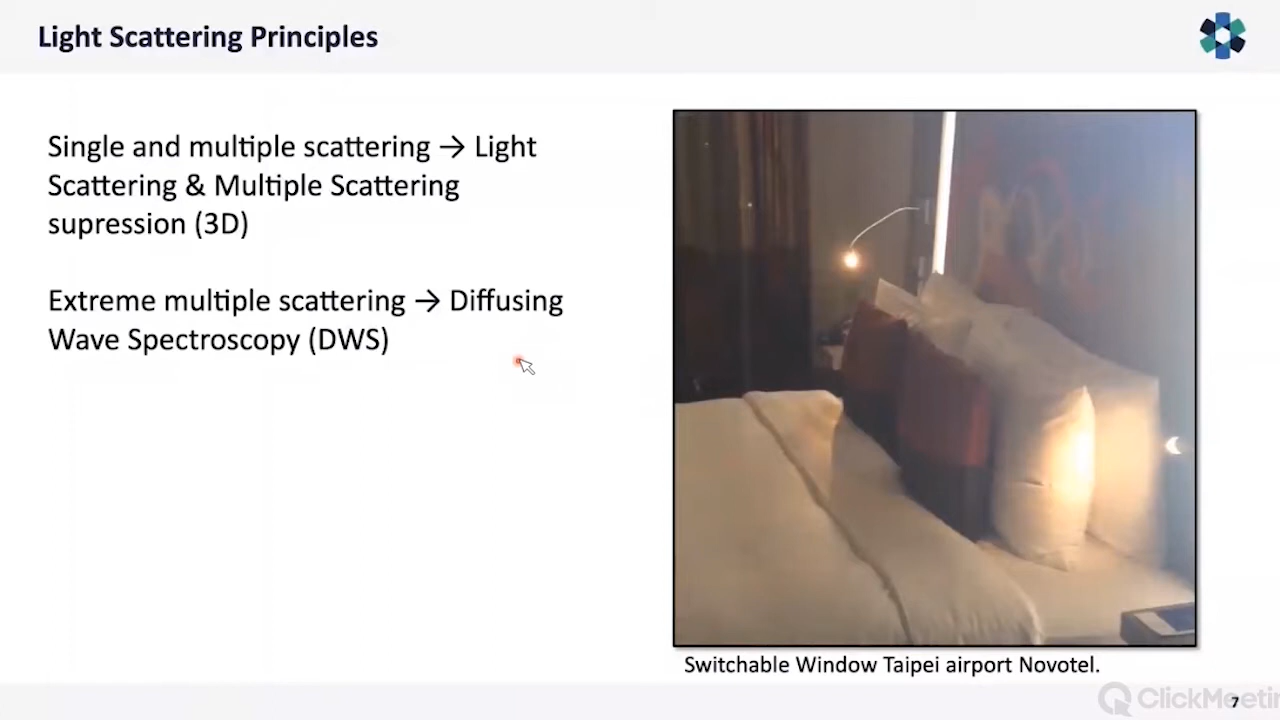 Light Scattering Principles
Single and multiple scattering → Light
Scattering & Multiple Scattering
supression (3D)
Extreme multiple scattering → Diffusing
Wave Spectroscopy (DWS)
Switchable Window Taipei airport Novotel.
7